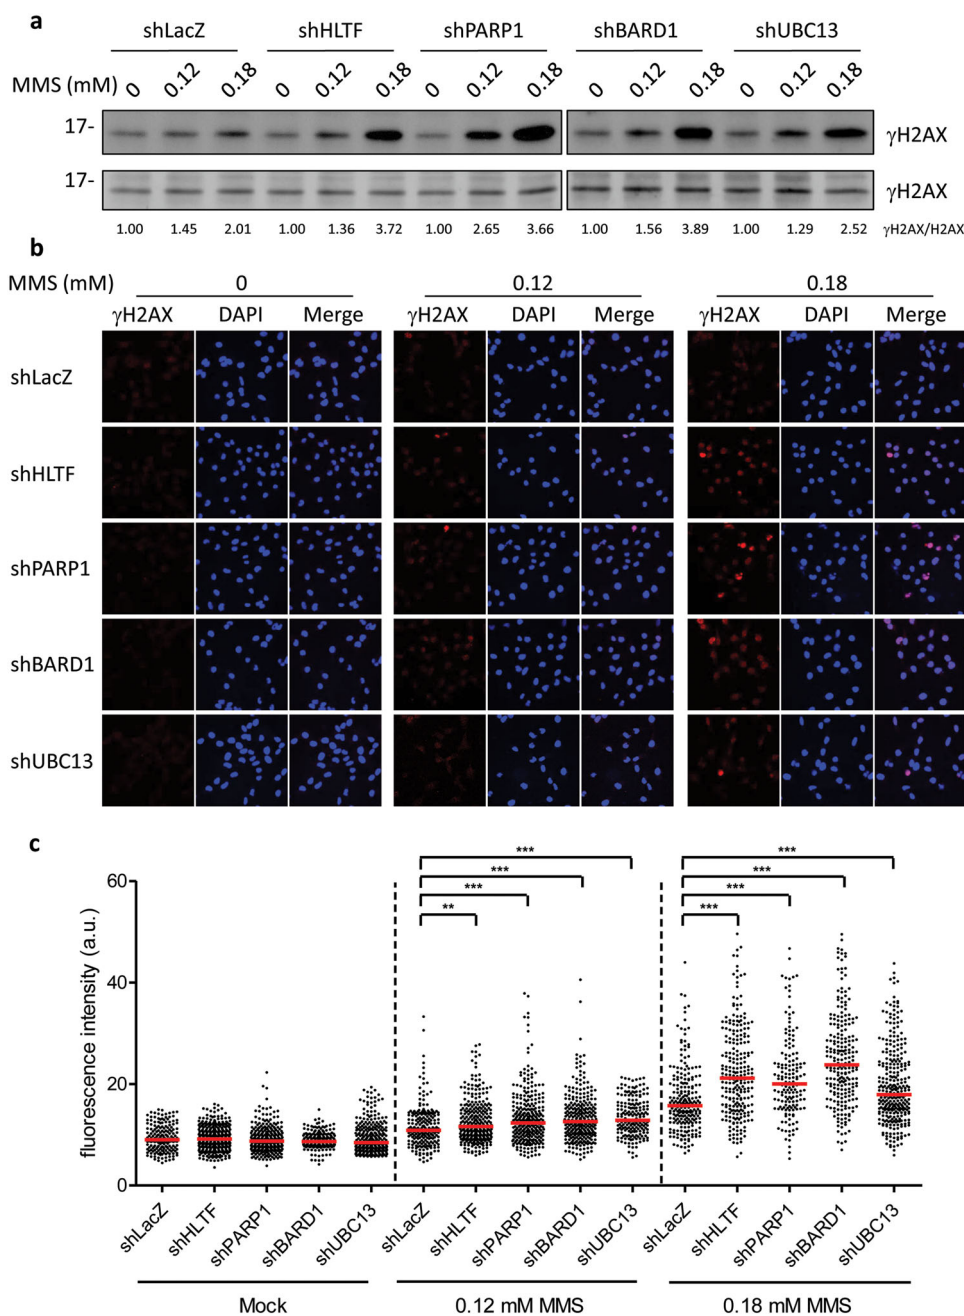 a
shLacZ shHLTF shPARP1 shBARD1 shUBC13
MMS (mM) 0 0.12 0.18 0 0.12 0.18 0 0.12 0.18 0 0.12 0.18 0 0.12 0.18
17- γH2AX
17- γH2AX
1.00 1.45 2.01 1.00 1.36 3.72 1.00 2.65 3.66 1.00 1.56 3.89 1.00 1.29 2.52 γH2AX/H2AX
b
MMS (mM) 0 0.12 0.18
γH2AX DAPI Merge γH2AX DAPI Merge γH2AX DAPI Merge
shLacZ
shHLTF
shPARP1
shBARD1
shUBC13
c
*** ***
*** ***
*** ***
** ***
60
40
20
0
fluorescence intensity (a.u.)
shLacZ shHLTF shPARP1 shBARD1 shUBC13 shLacZ shHLTF shPARP1 shBARD1 shUBC13 shLacZ shHLTF shPARP1 shBARD1 shUBC13
Mock 0.12 mM MMS 0.18 mM MMS